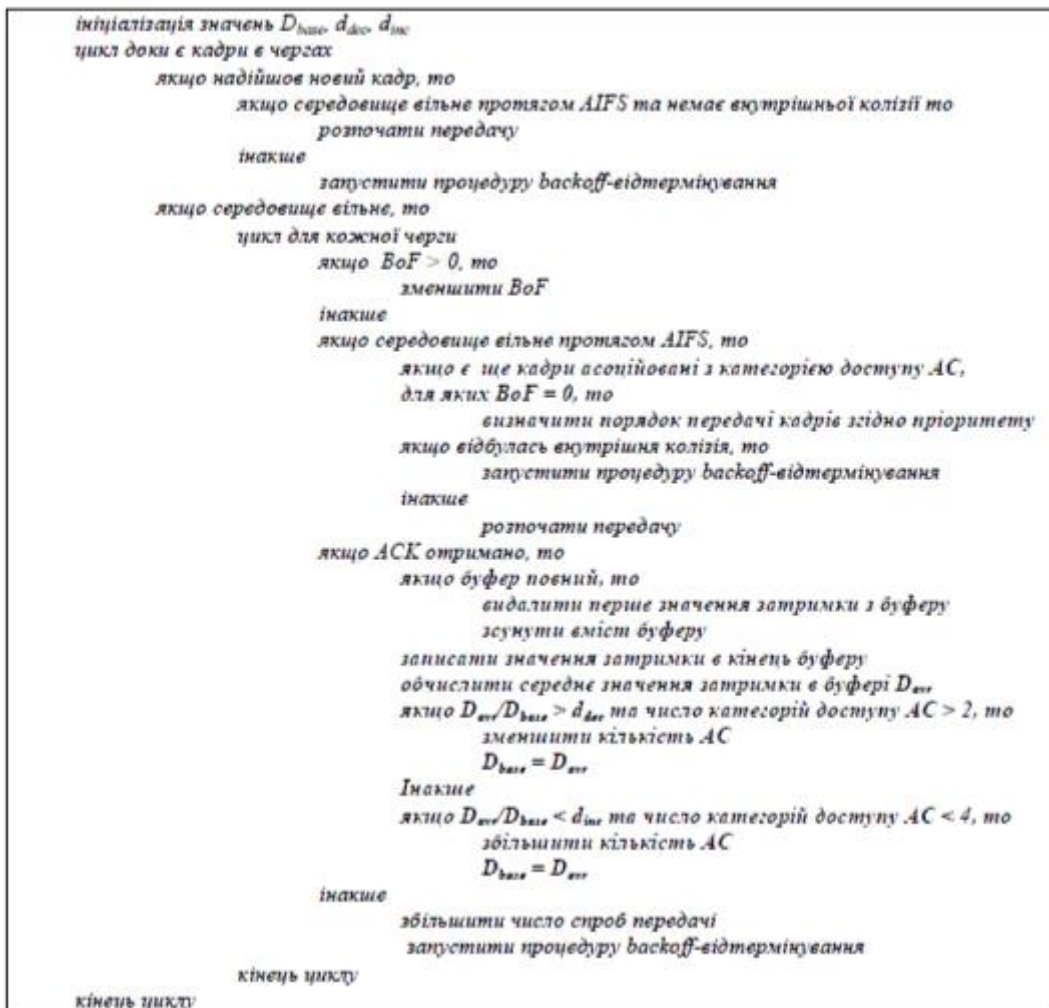 ініціалізація значень D_base, d_dec, d_inc
цикл доки є кадри в чергах
якщо надійшов новий кадр, то
якщо середовище вільне протягом AIFS та немає внутрішньої колізії то
розпочати передачу
інакше
запустити процедуру backoff-відтермінування
якщо середовище вільне, то
цикл для кожної черги
якщо BoF > 0, то
зменшити BoF
інакше
якщо середовище вільне протягом AIFS, то
якщо є ще кадри асоційовані з категорією доступу AC,
для яких BoF = 0, то
визначити порядок передачі кадрів згідно пріоритету
якщо відбулась внутрішня колізія, то
запустити процедуру backoff-відтермінування
інакше
розпочати передачу
якщо ACK отримано, то
якщо буфер повний, то
видалити перше значення затримки з буферу
зсунути вміст буферу
записати значення затримки в кінець буферу
обчислити середнє значення затримки в буфері D_avr
якщо D_avr/D_base > d_dec та число категорій доступу AC > 2, то
зменшити кількість AC
D_base = D_avr
Інакше
якщо D_avr/D_base < d_inc та число категорій доступу AC < 4, то
збільшити кількість AC
D_base = D_avr
інакше
збільшити число спроб передачі
запустити процедуру backoff-відтермінування
кінець циклу
кінець циклу